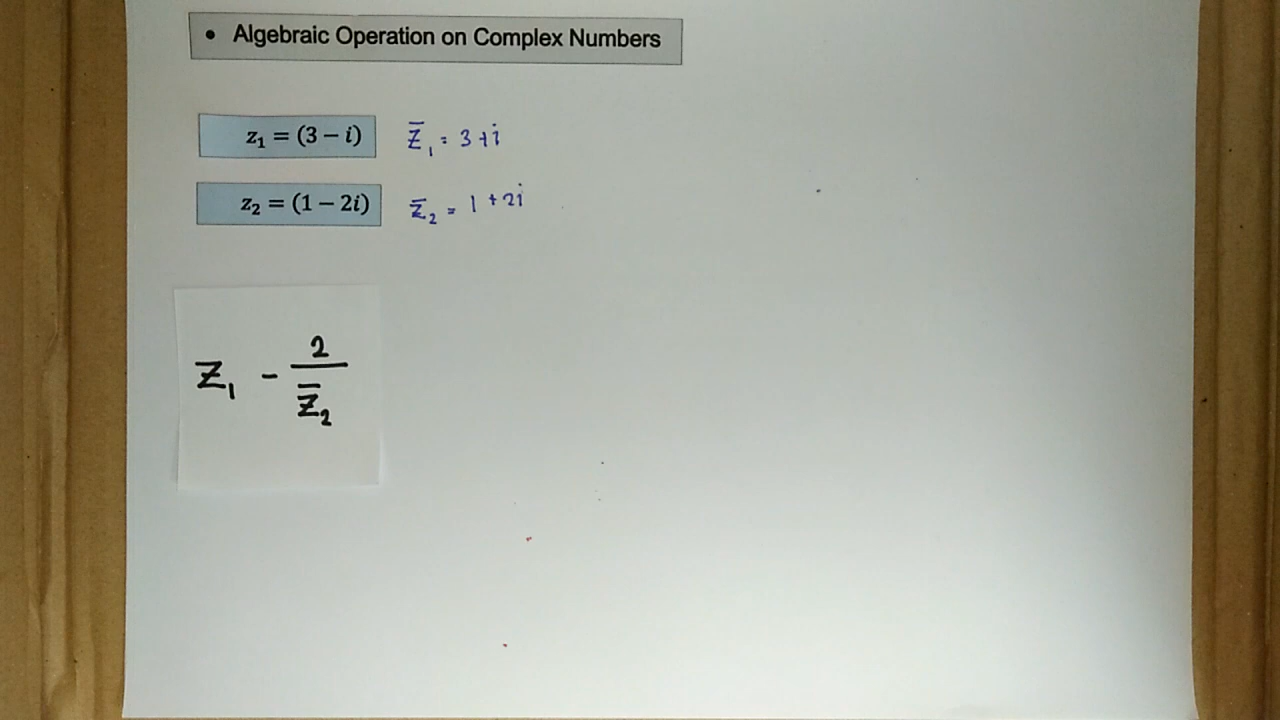 • Algebraic Operation on Complex Numbers
z₁ = (3 − i) z̄₁ = 3 + i
z₂ = (1 − 2i) z̄₂ = 1 + 2i
z₁ − 2/z̄₂